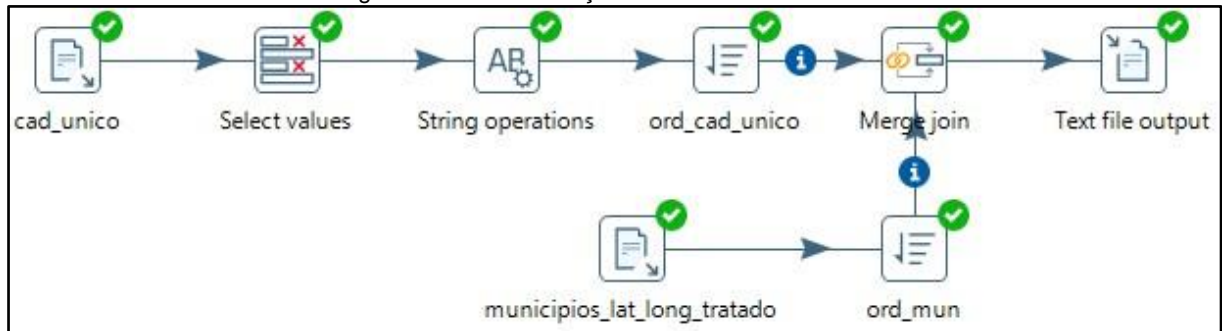 cad_unico
Select values
String operations
ord_cad_unico
Merge join
Text file output
municipios_lat_long_tratado
ord_mun